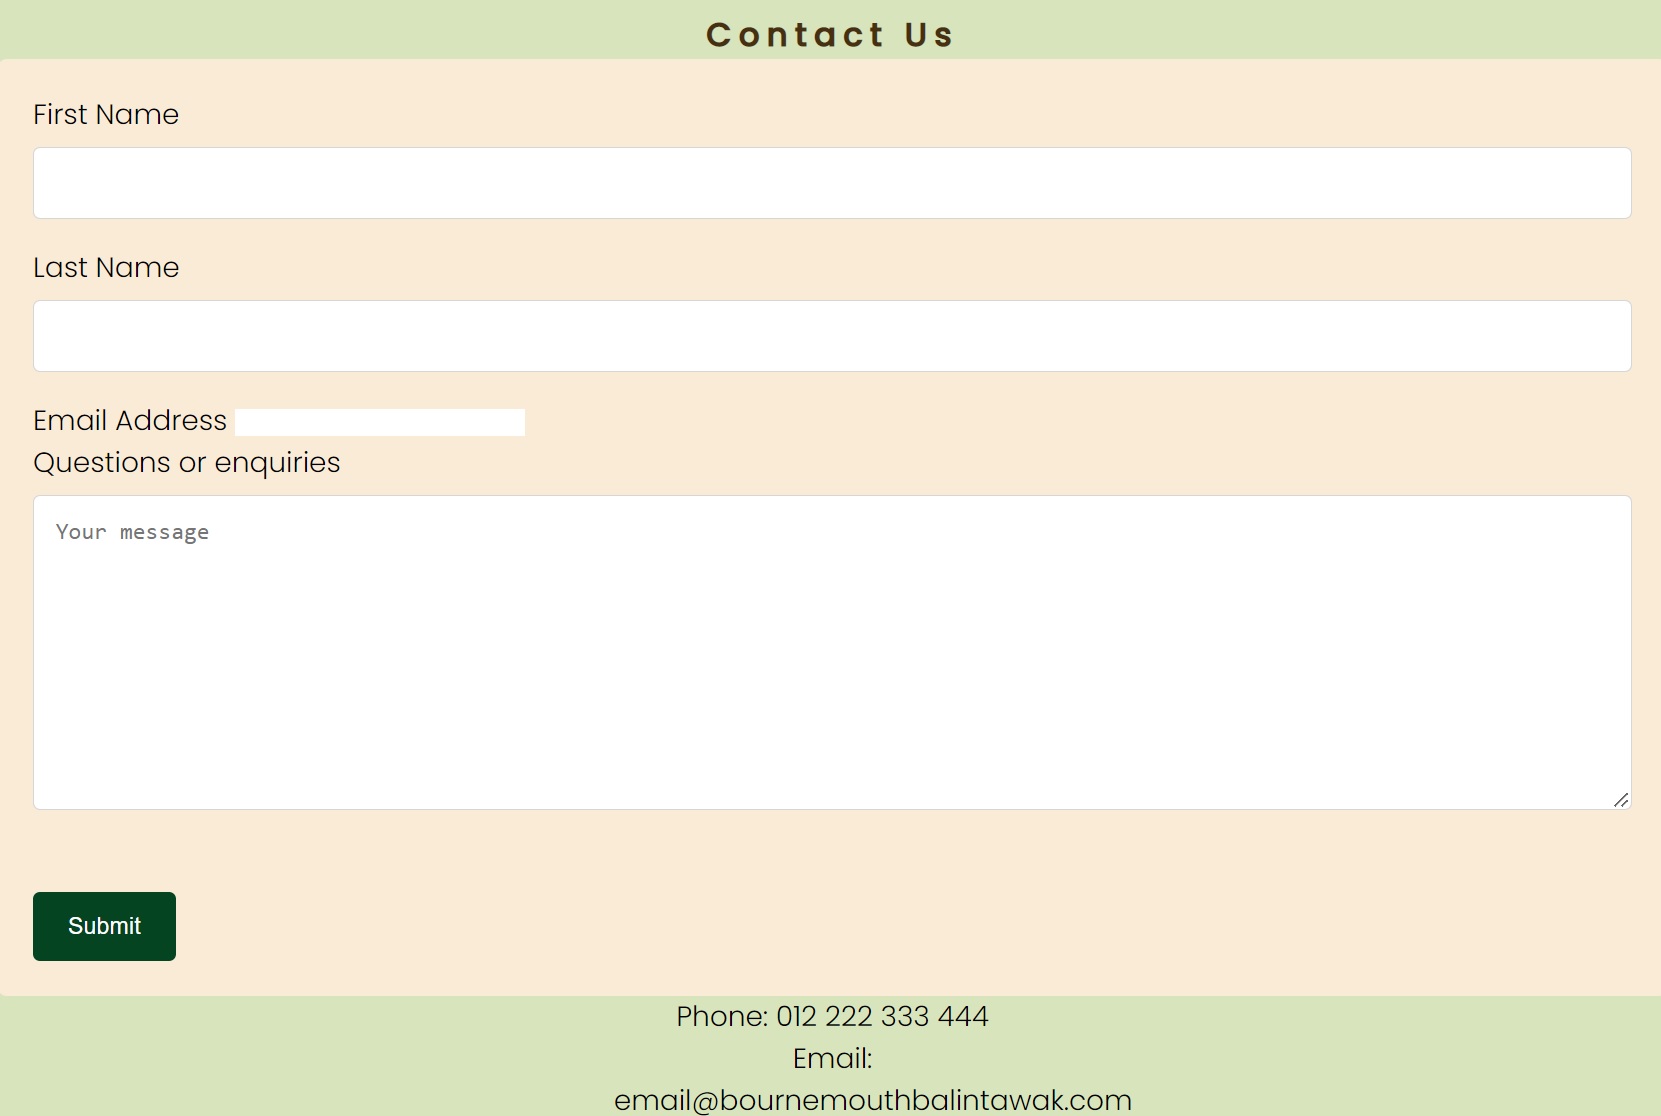 Contact Us
First Name
Last Name
Email Address
Questions or enquiries
Your message
Submit
Phone: 012 222 333 444
Email:
email@bournemouthbalintawak.com